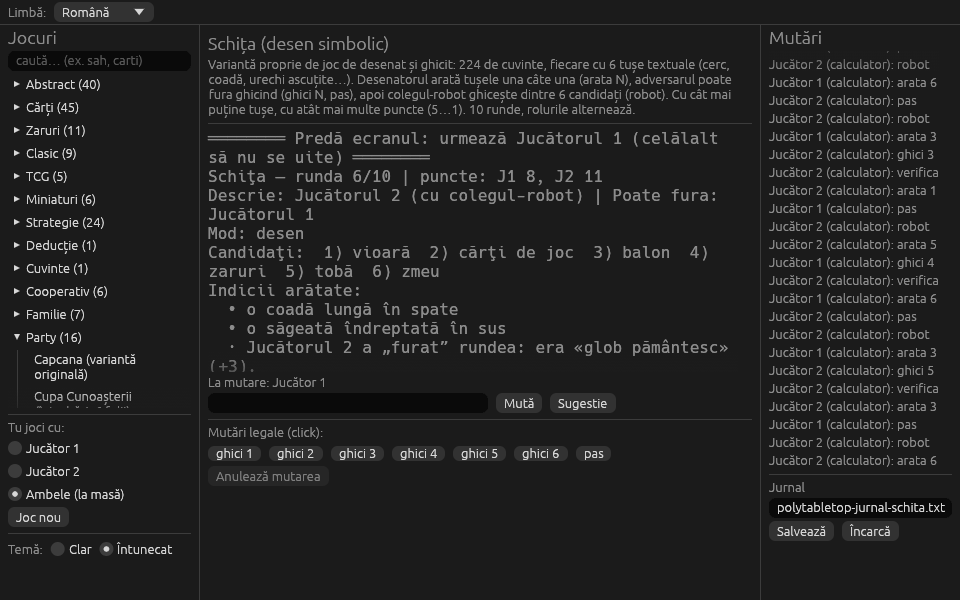 Limbă: Română
Jocuri
caută... (ex. sah, carti)
Abstract (40)
Cărți (45)
Zaruri (11)
Clasic (9)
TCG (5)
Miniaturi (6)
Strategie (24)
Deducție (1)
Cuvinte (1)
Cooperativ (6)
Familie (7)
Party (16)
Capcana (variantă
originală)
Cupa Cunoașterii
Tu joci cu:
Jucător 1
Jucător 2
Ambele (la masă)
Joc nou
Temă: Clar Întunecat
Schița (desen simbolic)
Variantă proprie de joc de desenat și ghicit: 224 de cuvinte, fiecare cu 6 tușe textuale (cerc,
coadă, urechi ascuțite...). Desenatorul arată tușele una câte una (arata N), adversarul poate
fura ghicind (ghici N, pas), apoi colegul-robot ghicește dintre 6 candidați (robot). Cu cât mai
puține tușe, cu atât mai multe puncte (5...1). 10 runde, rolurile alternează.
════════ Predă ecranul: urmează Jucătorul 1 (celălalt
să nu se uite) ════════
Schiţa — runda 6/10 | puncte: J1 8, J2 11
Descrie: Jucătorul 2 (cu colegul-robot) | Poate fura:
Jucătorul 1
Mod: desen
Candidaţi:  1) vioară  2) cărţi de joc  3) balon  4)
zaruri  5) tobă  6) zmeu
Indicii arătate:
• o coadă lungă în spate
• o săgeată îndreptată în sus
· Jucătorul 2 a „furat” rundea: era «glob pământesc»
(+3).
La mutare: Jucător 1
Mută Sugestie
Mutări legale (click):
ghici 1 ghici 2 ghici 3 ghici 4 ghici 5 ghici 6 pas
Anulează mutarea
Mutări
Jucător 2 (calculator): robot
Jucător 1 (calculator): arata 6
Jucător 2 (calculator): pas
Jucător 1 (calculator): robot
Jucător 1 (calculator): arata 3
Jucător 2 (calculator): ghici 3
Jucător 2 (calculator): verifica
Jucător 2 (calculator): arata 1
Jucător 1 (calculator): pas
Jucător 2 (calculator): robot
Jucător 2 (calculator): arata 5
Jucător 1 (calculator): ghici 4
Jucător 2 (calculator): verifica
Jucător 1 (calculator): arata 6
Jucător 2 (calculator): pas
Jucător 2 (calculator): robot
Jucător 1 (calculator): arata 3
Jucător 2 (calculator): ghici 5
Jucător 2 (calculator): verifica
Jucător 2 (calculator): arata 3
Jucător 1 (calculator): pas
Jucător 2 (calculator): robot
Jucător 2 (calculator): arata 6
Jurnal
polytabletop-jurnal-schita.txt
Salvează Încarcă